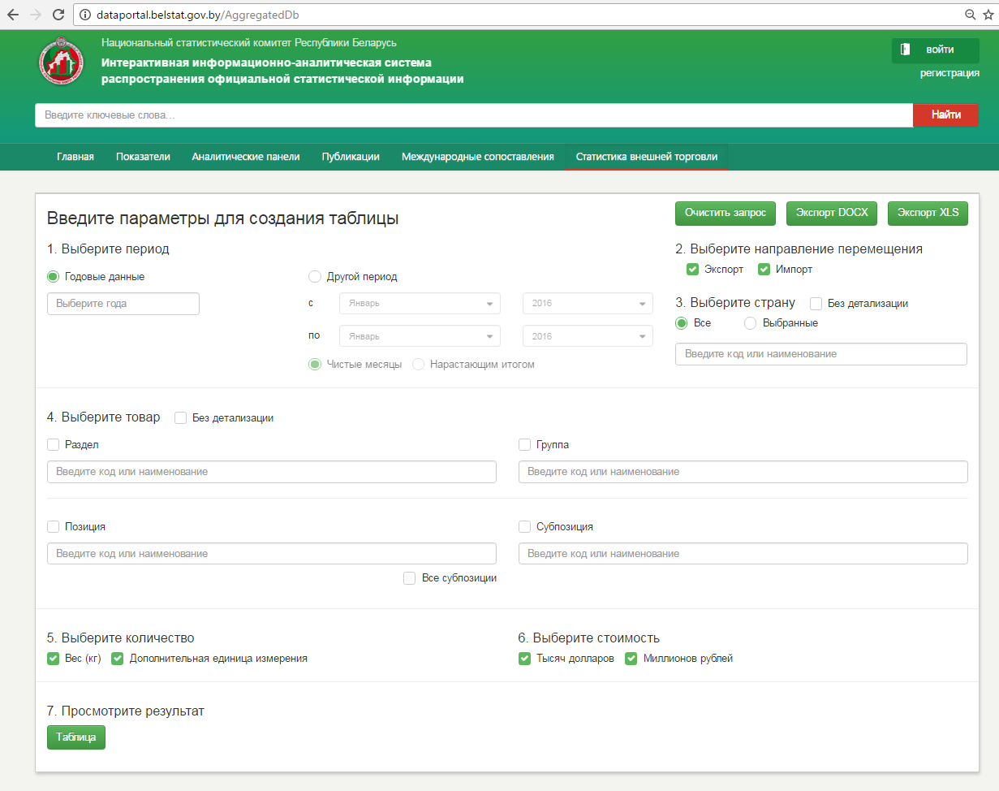 dataportal.belstat.gov.by/AggregatedDb
Национальный статистический комитет Республики Беларусь
Интерактивная информационно-аналитическая система
распространения официальной статистической информации
войти
регистрация
Введите ключевые слова...
Найти
Главная Показатели Аналитические панели Публикации Международные сопоставления Статистика внешней торговли
Введите параметры для создания таблицы
Очистить запрос Экспорт DOCX Экспорт XLS
1. Выберите период
Годовые данные
Выберите года
Другой период
с Январь 2016
по Январь 2016
Чистые месяцы Нарастающим итогом
2. Выберите направление перемещения
Экспорт Импорт
3. Выберите страну Без детализации
Все Выбранные
Введите код или наименование
4. Выберите товар Без детализации
Раздел
Введите код или наименование
Группа
Введите код или наименование
Позиция
Введите код или наименование
Все субпозиции
Субпозиция
Введите код или наименование
5. Выберите количество
Вес (кг) Дополнительная единица измерения
6. Выберите стоимость
Тысяч долларов Миллионов рублей
7. Просмотрите результат
Таблица